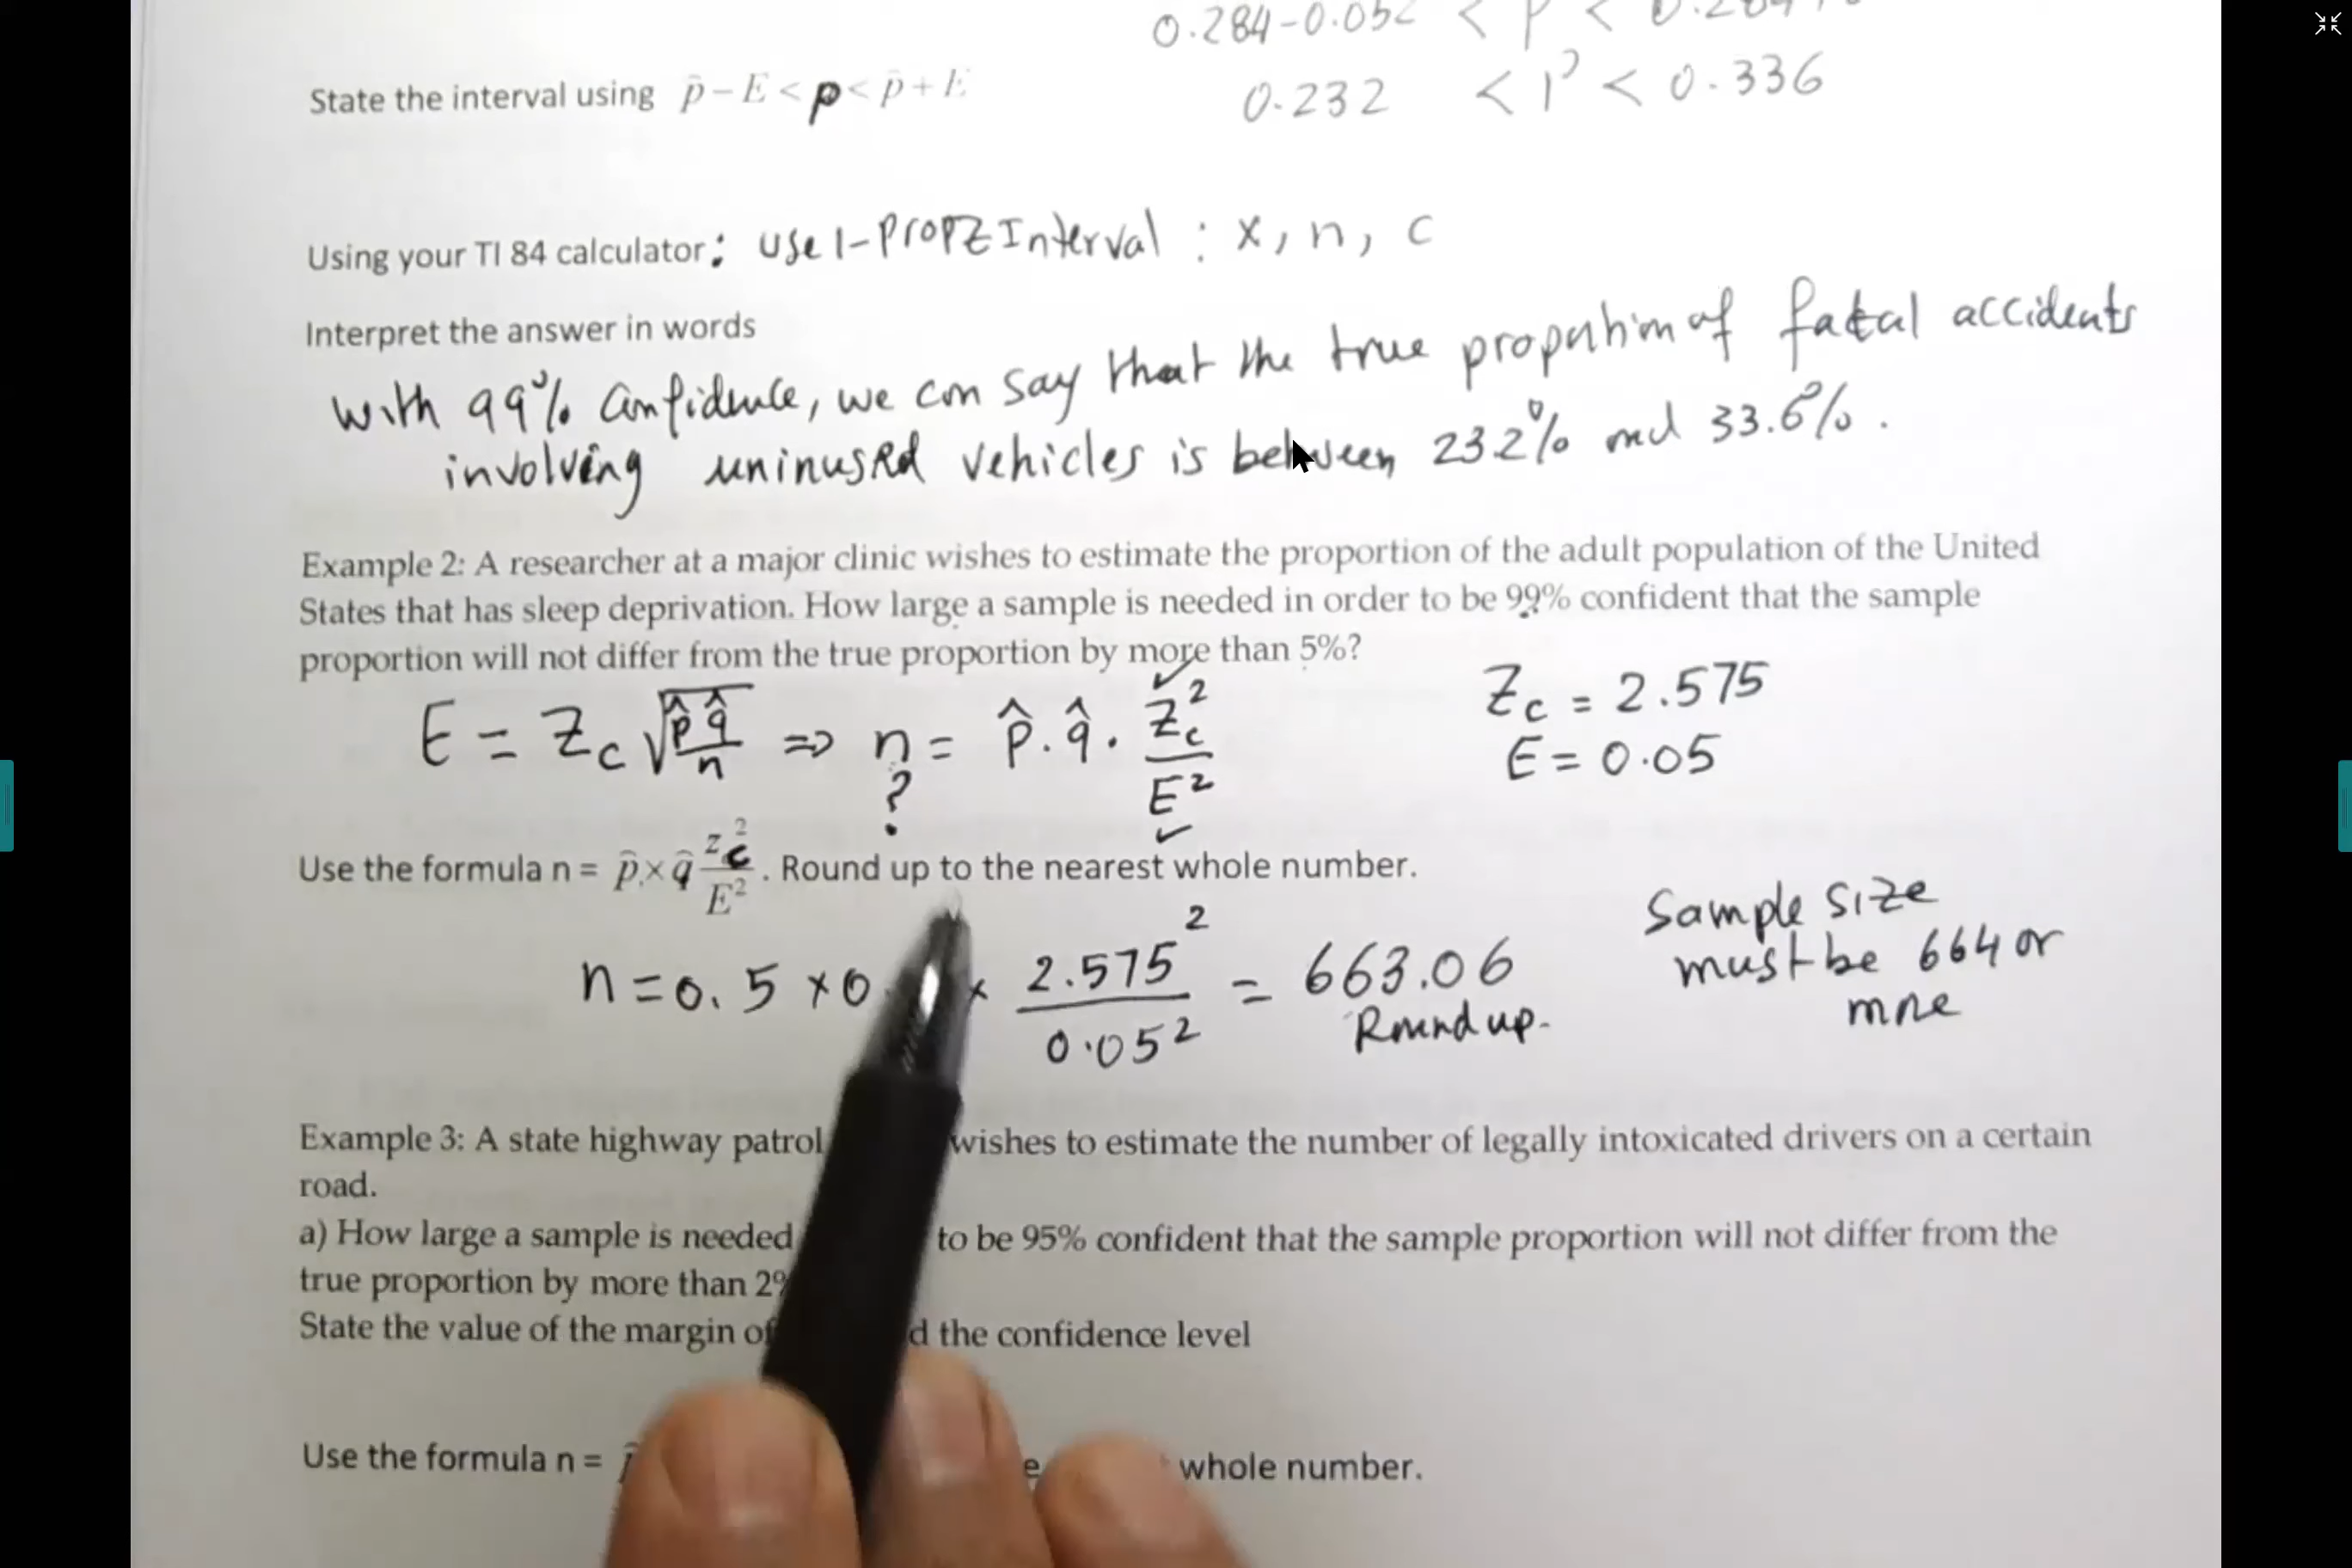 0.284-0.052 < p <
State the interval using p̂ − E < p < p̂ + E
0.232 < p < 0.336
Using your TI 84 calculator: use 1-PropZInterval : x, n, c
Interpret the answer in words
with 99% confidence, we can say that the true proportion of fatal accidents
involving uninusred vehicles is between 23.2% and 33.6%.
Example 2: A researcher at a major clinic wishes to estimate the proportion of the adult population of the United
States that has sleep deprivation. How large a sample is needed in order to be 99% confident that the sample
proportion will not differ from the true proportion by more than 5%?
E = Zc √(p̂ q̂ / n) ⇒ n = p̂ . q̂ . Zc² / E²
?
Zc = 2.575
E = 0.05
Use the formula n = p̂ × q̂ zc² / E² . Round up to the nearest whole number.
n = 0.5 × 0. × 2.575² / 0.05² = 663.06
Round up.
Sample size
must be 664 or
more
Example 3: A state highway patrol wishes to estimate the number of legally intoxicated drivers on a certain
road.
a) How large a sample is needed to be 95% confident that the sample proportion will not differ from the
true proportion by more than 2%
State the value of the margin of the confidence level
Use the formula n = whole number.